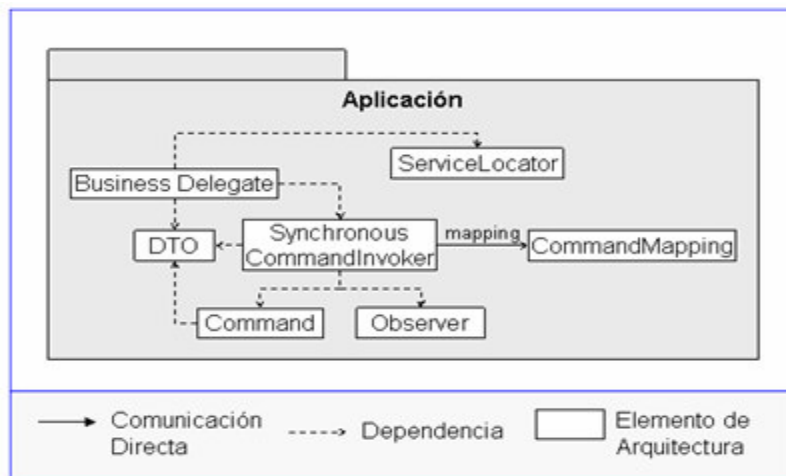 Aplicación
ServiceLocator
Business Delegate
DTO
Synchronous
CommandInvoker
mapping
CommandMapping
Command
Observer
Comunicación
Directa
Dependencia
Elemento de
Arquitectura